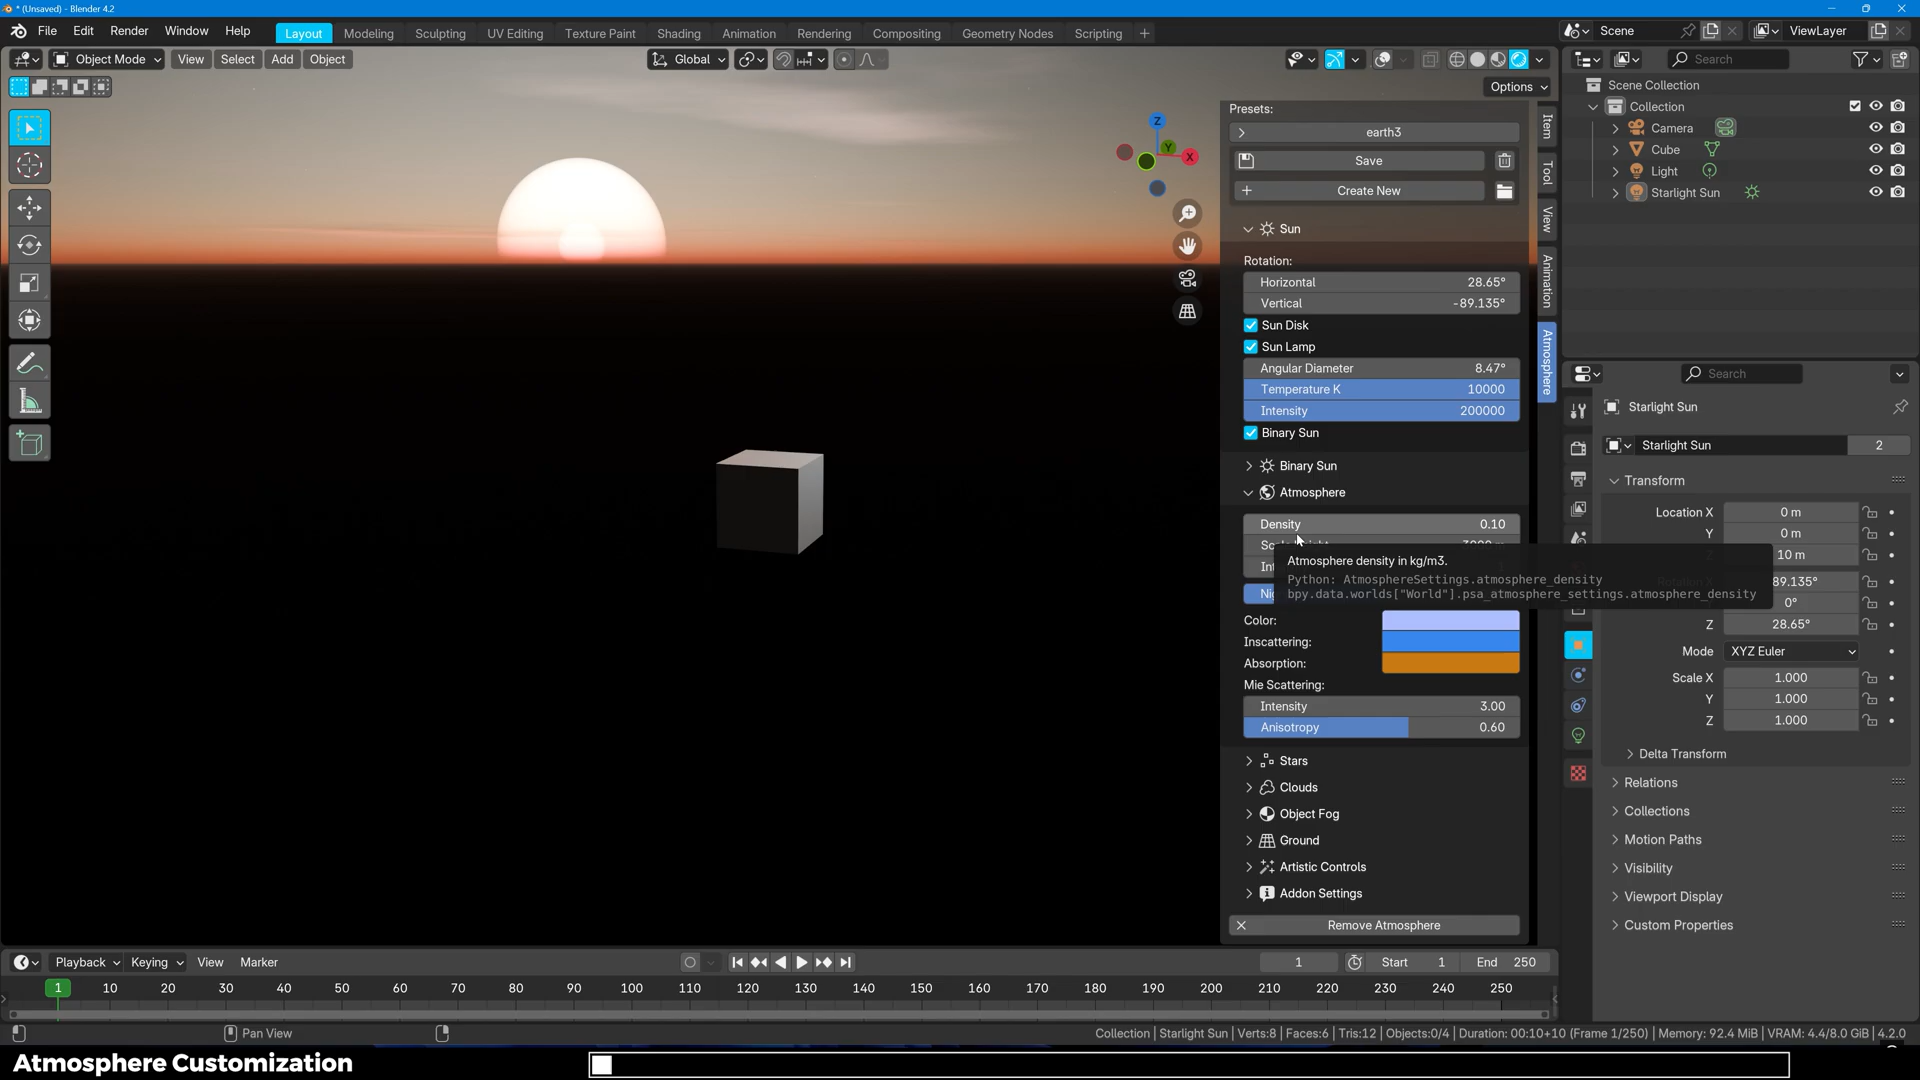 * (Unsaved) - Blender 4.2
File Edit Render Window Help
Layout Modeling Sculpting UV Editing Texture Paint Shading Animation Rendering Compositing Geometry Nodes Scripting +
Scene
ViewLayer
Object Mode View Select Add Object
Global
Search
Options
Scene Collection
Collection
Camera
Cube
Light
Starlight Sun
Item
Tool
View
Animation
Atmosphere
Presets:
earth3
Save
Create New
Sun
Rotation:
Horizontal 28.65°
Vertical -89.135°
Sun Disk
Sun Lamp
Angular Diameter 8.47°
Temperature K 10000
Intensity 200000
Binary Sun
Binary Sun
Atmosphere
Density 0.10
Atmosphere density in kg/m3.
Python: AtmosphereSettings.atmosphere_density
bpy.data.worlds["World"].psa_atmosphere_settings.atmosphere_density
Color:
Inscattering:
Absorption:
Mie Scattering:
Intensity 3.00
Anisotropy 0.60
Stars
Clouds
Object Fog
Ground
Artistic Controls
Addon Settings
Remove Atmosphere
Search
Starlight Sun
Starlight Sun 2
Transform
Location X 0 m
Y 0 m
10 m
89.135°
0°
Z 28.65°
Mode XYZ Euler
Scale X 1.000
Y 1.000
Z 1.000
Delta Transform
Relations
Collections
Motion Paths
Visibility
Viewport Display
Custom Properties
Playback Keying View Marker
1 Start 1 End 250
1 10 20 30 40 50 60 70 80 90 100 110 120 130 140 150 160 170 180 190 200 210 220 230 240 250
Pan View
Collection | Starlight Sun | Verts:8 | Faces:6 | Tris:12 | Objects:0/4 | Duration: 00:10+10 (Frame 1/250) | Memory: 92.4 MiB | VRAM: 4.4/8.0 GiB | 4.2.0
Atmosphere Customization